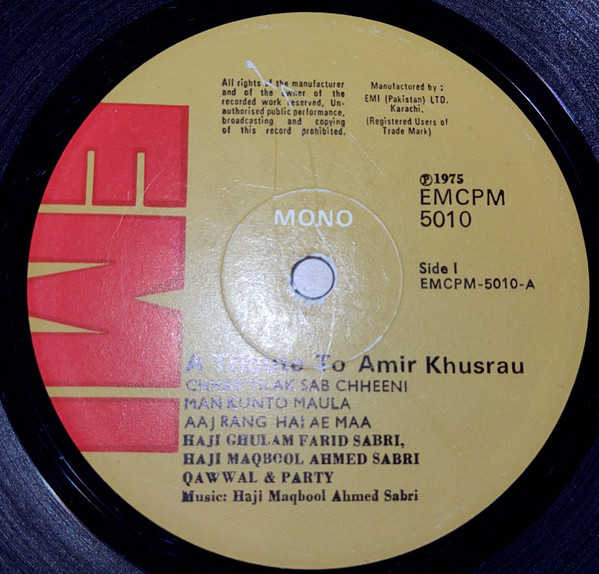 All rights of the manufacturer
and of the owner of the
recorded work reserved. Un-
authorised public performance,
broadcasting and copying
of this record prohibited.
Manufactured by :
EMI (Pakistan) LTD.
Karachi.
(Registered Users of
Trade Mark)
EMI
℗1975
EMCPM
5010
MONO
Side I
EMCPM-5010-A
A Tribute To Amir Khusrau
CHHAP TILAK SAB CHHEENI
MAN KUNTO MAULA
AAJ RANG HAI AE MAA
HAJI GHULAM FARID SABRI,
HAJI MAQBOOL AHMED SABRI
QAWWAL & PARTY
Music: Haji Maqbool Ahmed Sabri